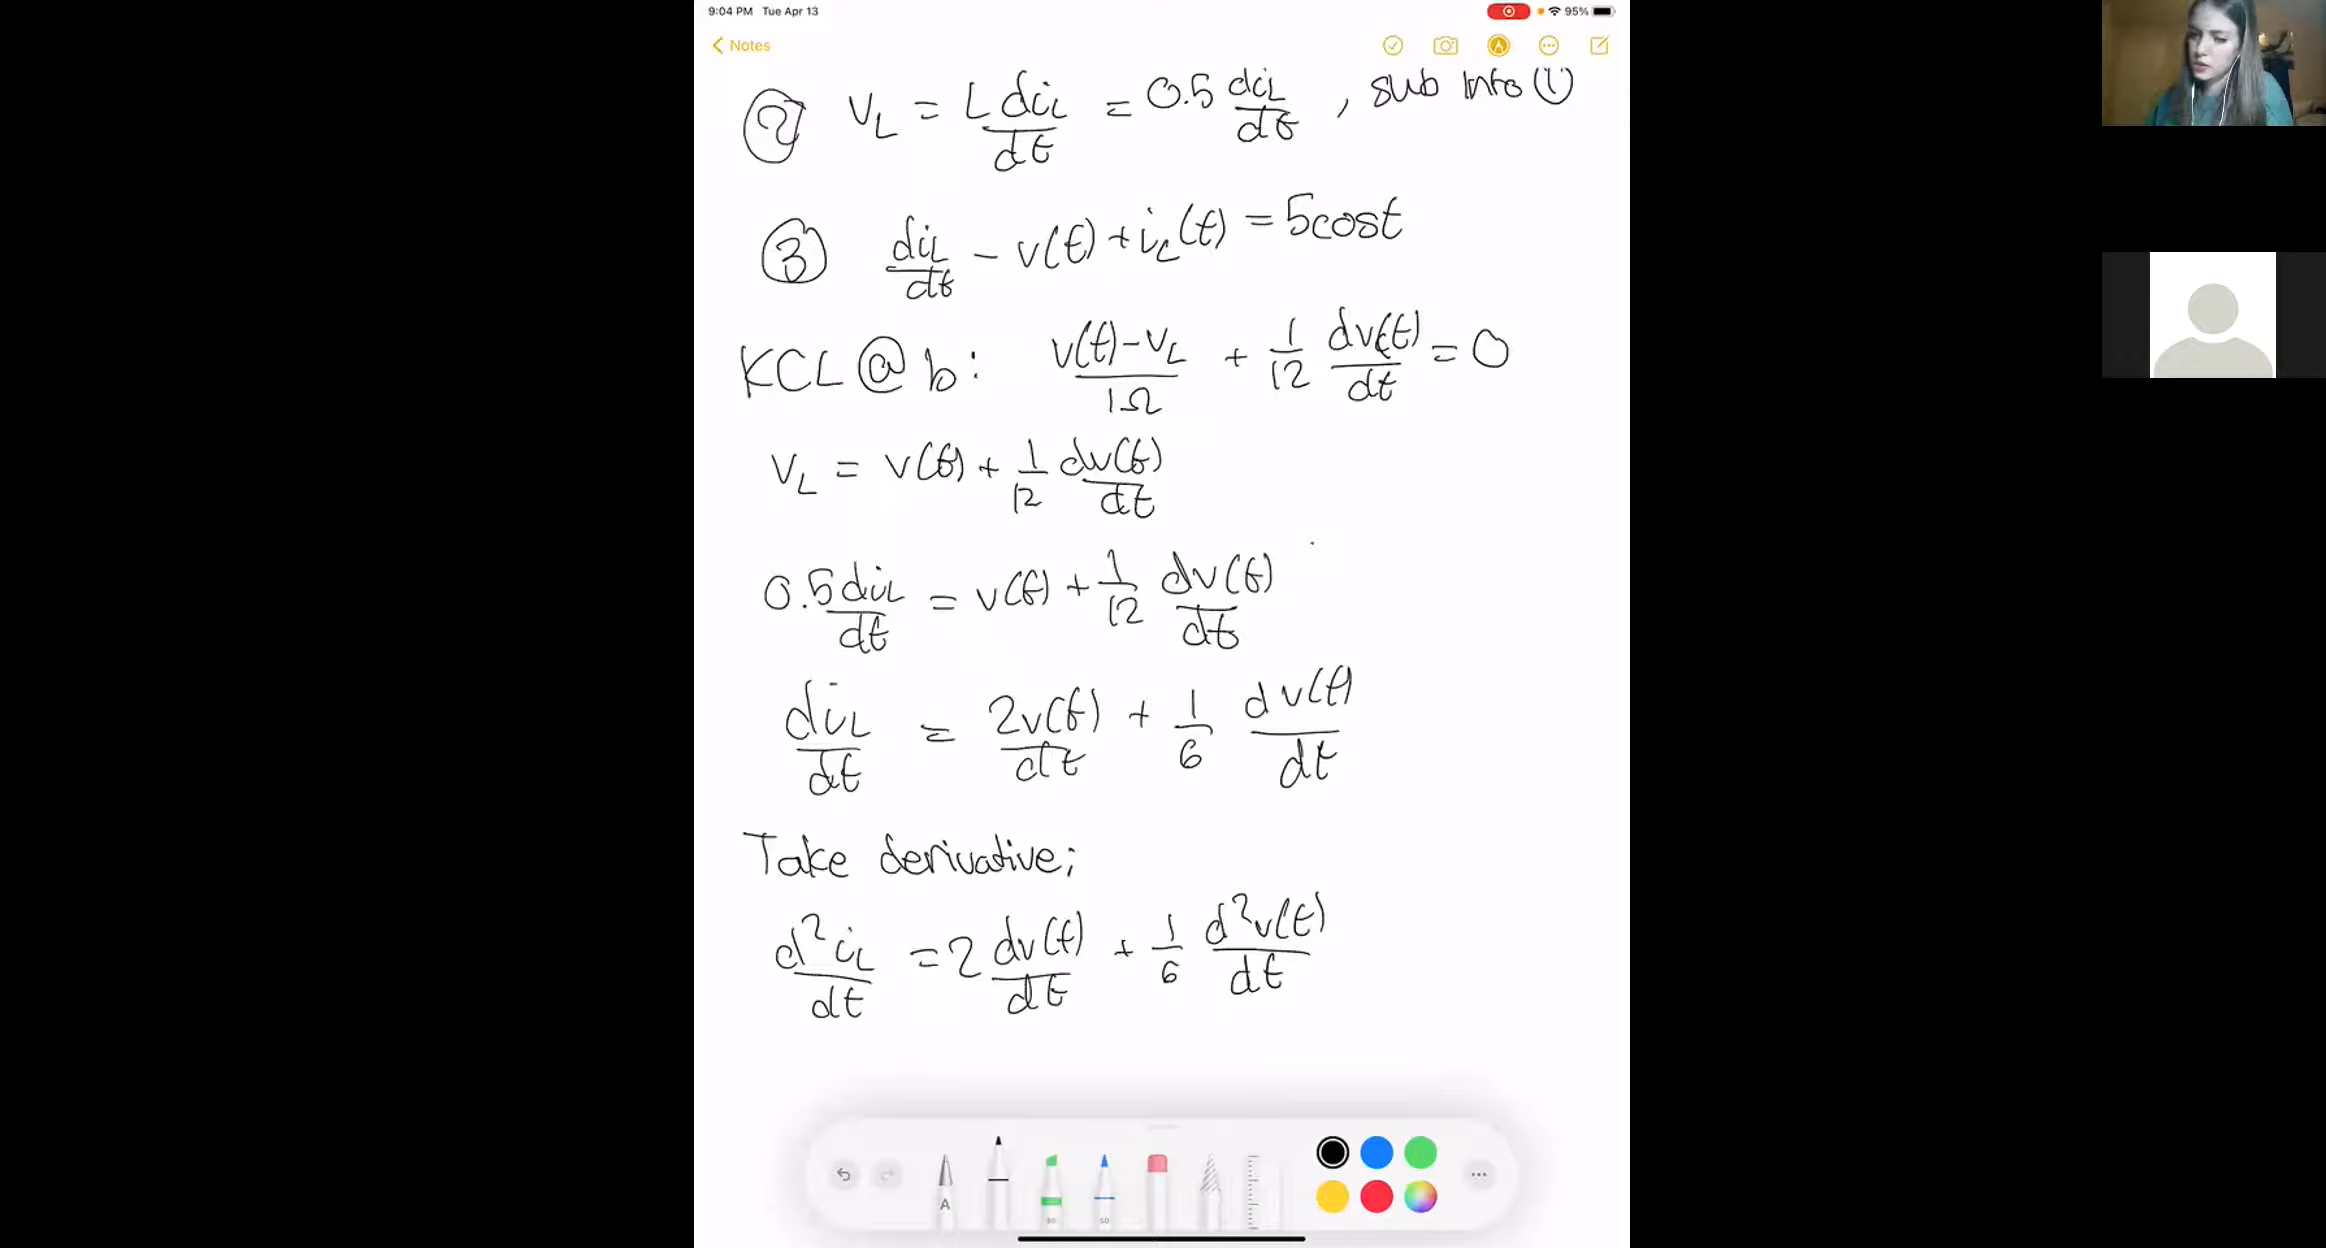 9:04 PM Tue Apr 13
95%
Notes
② v_L = L di_L/dt = 0.5 di_L/dt , sub into ①
③ di_L/dt - v(t) + i_L(t) = 5cost
KCL @ b: (v(t) - v_L)/1Ω + 1/12 dv(t)/dt = 0
v_L = v(t) + 1/12 dv(t)/dt
0.5 di_L/dt = v(t) + 1/12 dv(t)/dt
di_L/dt = 2v(t)/dt + 1/6 dv(t)/dt
Take derivative;
d²i_L/dt = 2 dv(t)/dt + 1/6 d²v(t)/dt
A
80
50